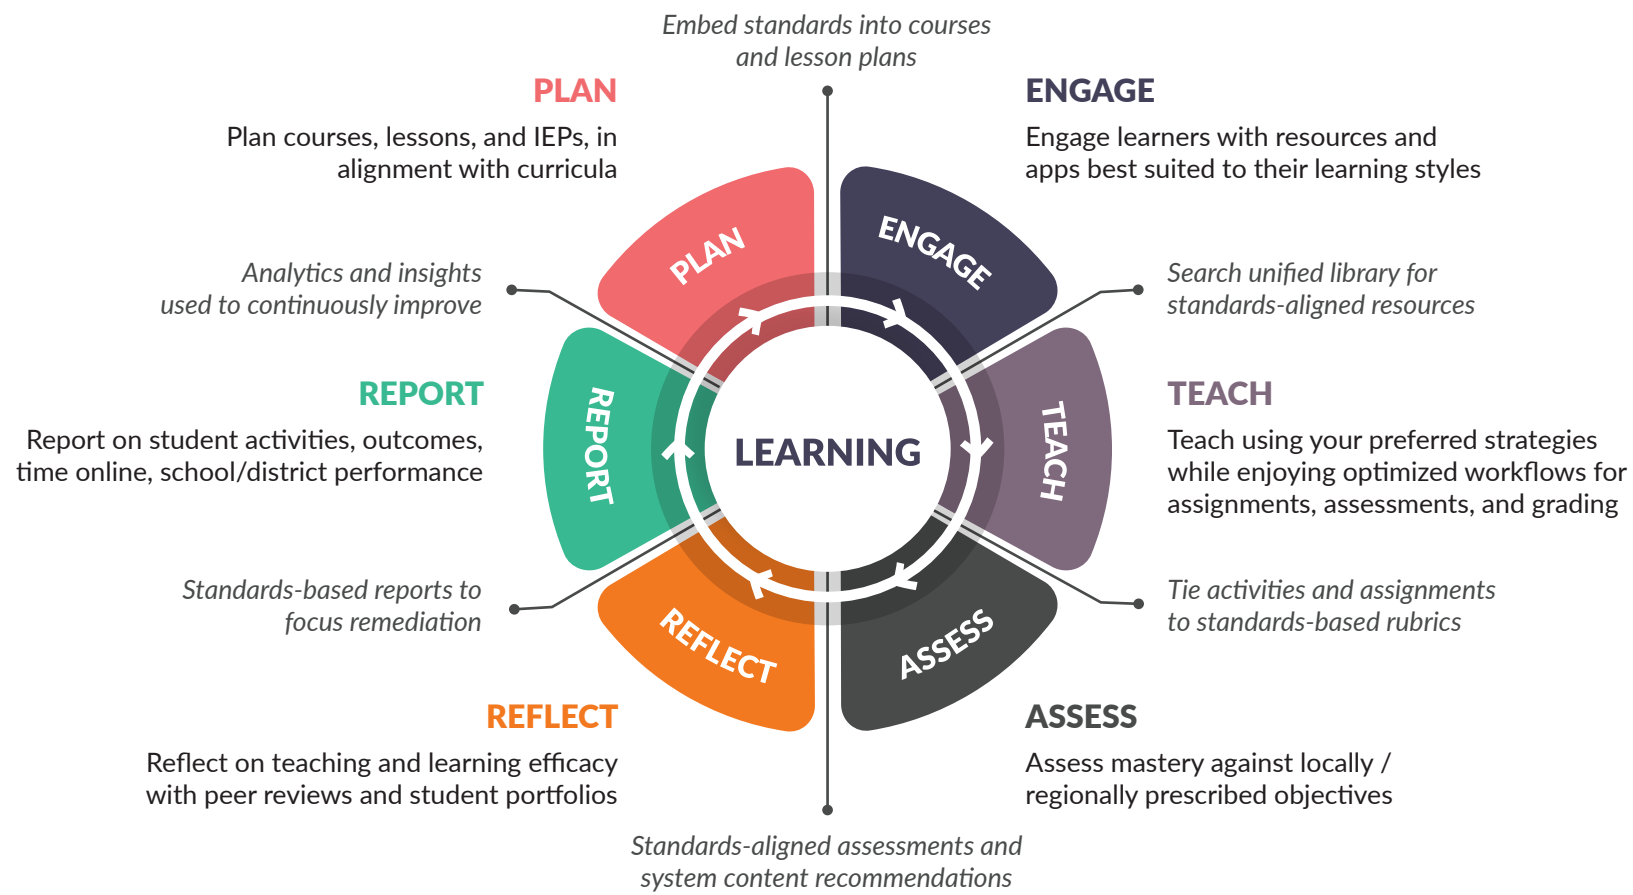 Embed standards into courses
and lesson plans
PLAN
Plan courses, lessons, and IEPs, in
alignment with curricula
ENGAGE
Engage learners with resources and
apps best suited to their learning styles
PLAN
ENGAGE
Analytics and insights
used to continuously improve
Search unified library for
standards-aligned resources
REPORT
Report on student activities, outcomes,
time online, school/district performance
REPORT
LEARNING
TEACH
TEACH
Teach using your preferred strategies
while enjoying optimized workflows for
assignments, assessments, and grading
Standards-based reports to
focus remediation
Tie activities and assignments
to standards-based rubrics
REFLECT
ASSESS
REFLECT
Reflect on teaching and learning efficacy
with peer reviews and student portfolios
ASSESS
Assess mastery against locally /
regionally prescribed objectives
Standards-aligned assessments and
system content recommendations